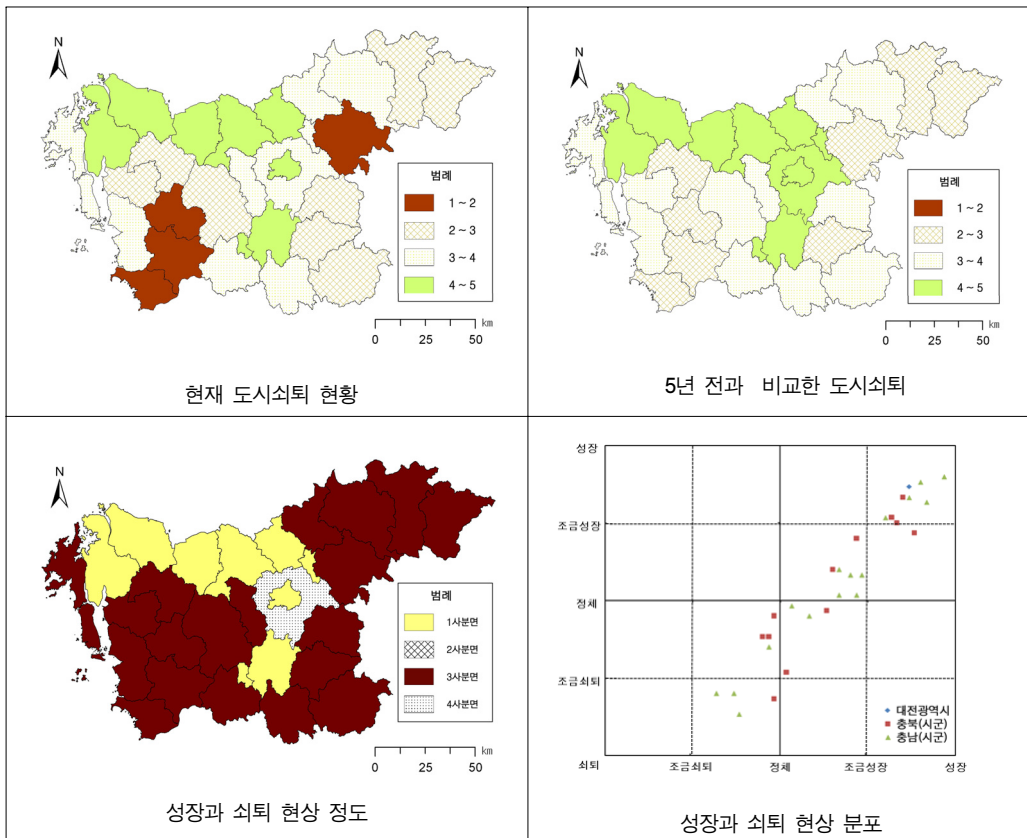 N
범례
1 ~ 2
2 ~ 3
3 ~ 4
4 ~ 5
km
0 25 50
현재 도시쇠퇴 현황
N
범례
1 ~ 2
2 ~ 3
3 ~ 4
4 ~ 5
km
0 25 50
5년 전과 비교한 도시쇠퇴
N
범례
1사분면
2사분면
3사분면
4사분면
km
0 25 50
성장과 쇠퇴 현상 정도
성장
조금성장
정체
조금쇠퇴
쇠퇴
대전광역시
충북(시군)
충남(시군)
조금쇠퇴 정체 조금성장 성장
성장과 쇠퇴 현상 분포